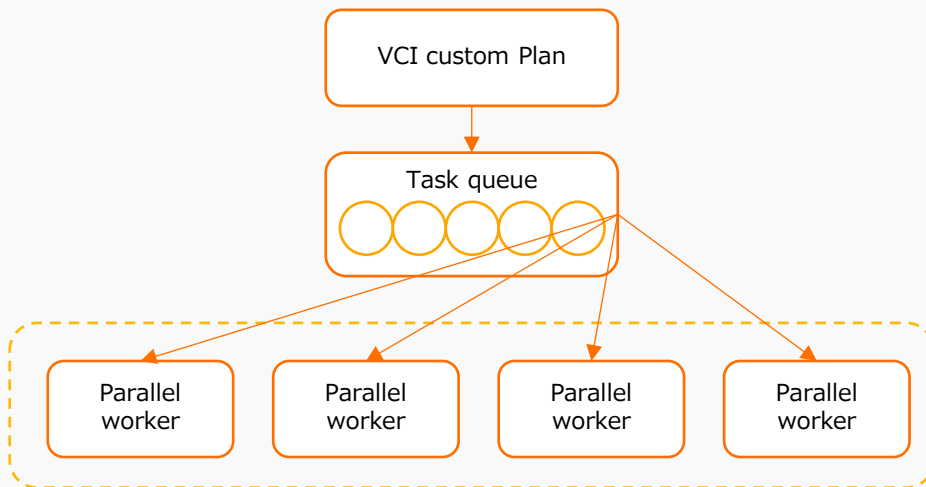 VCI custom Plan
Task queue
Parallel
worker
Parallel
worker
Parallel
worker
Parallel
worker